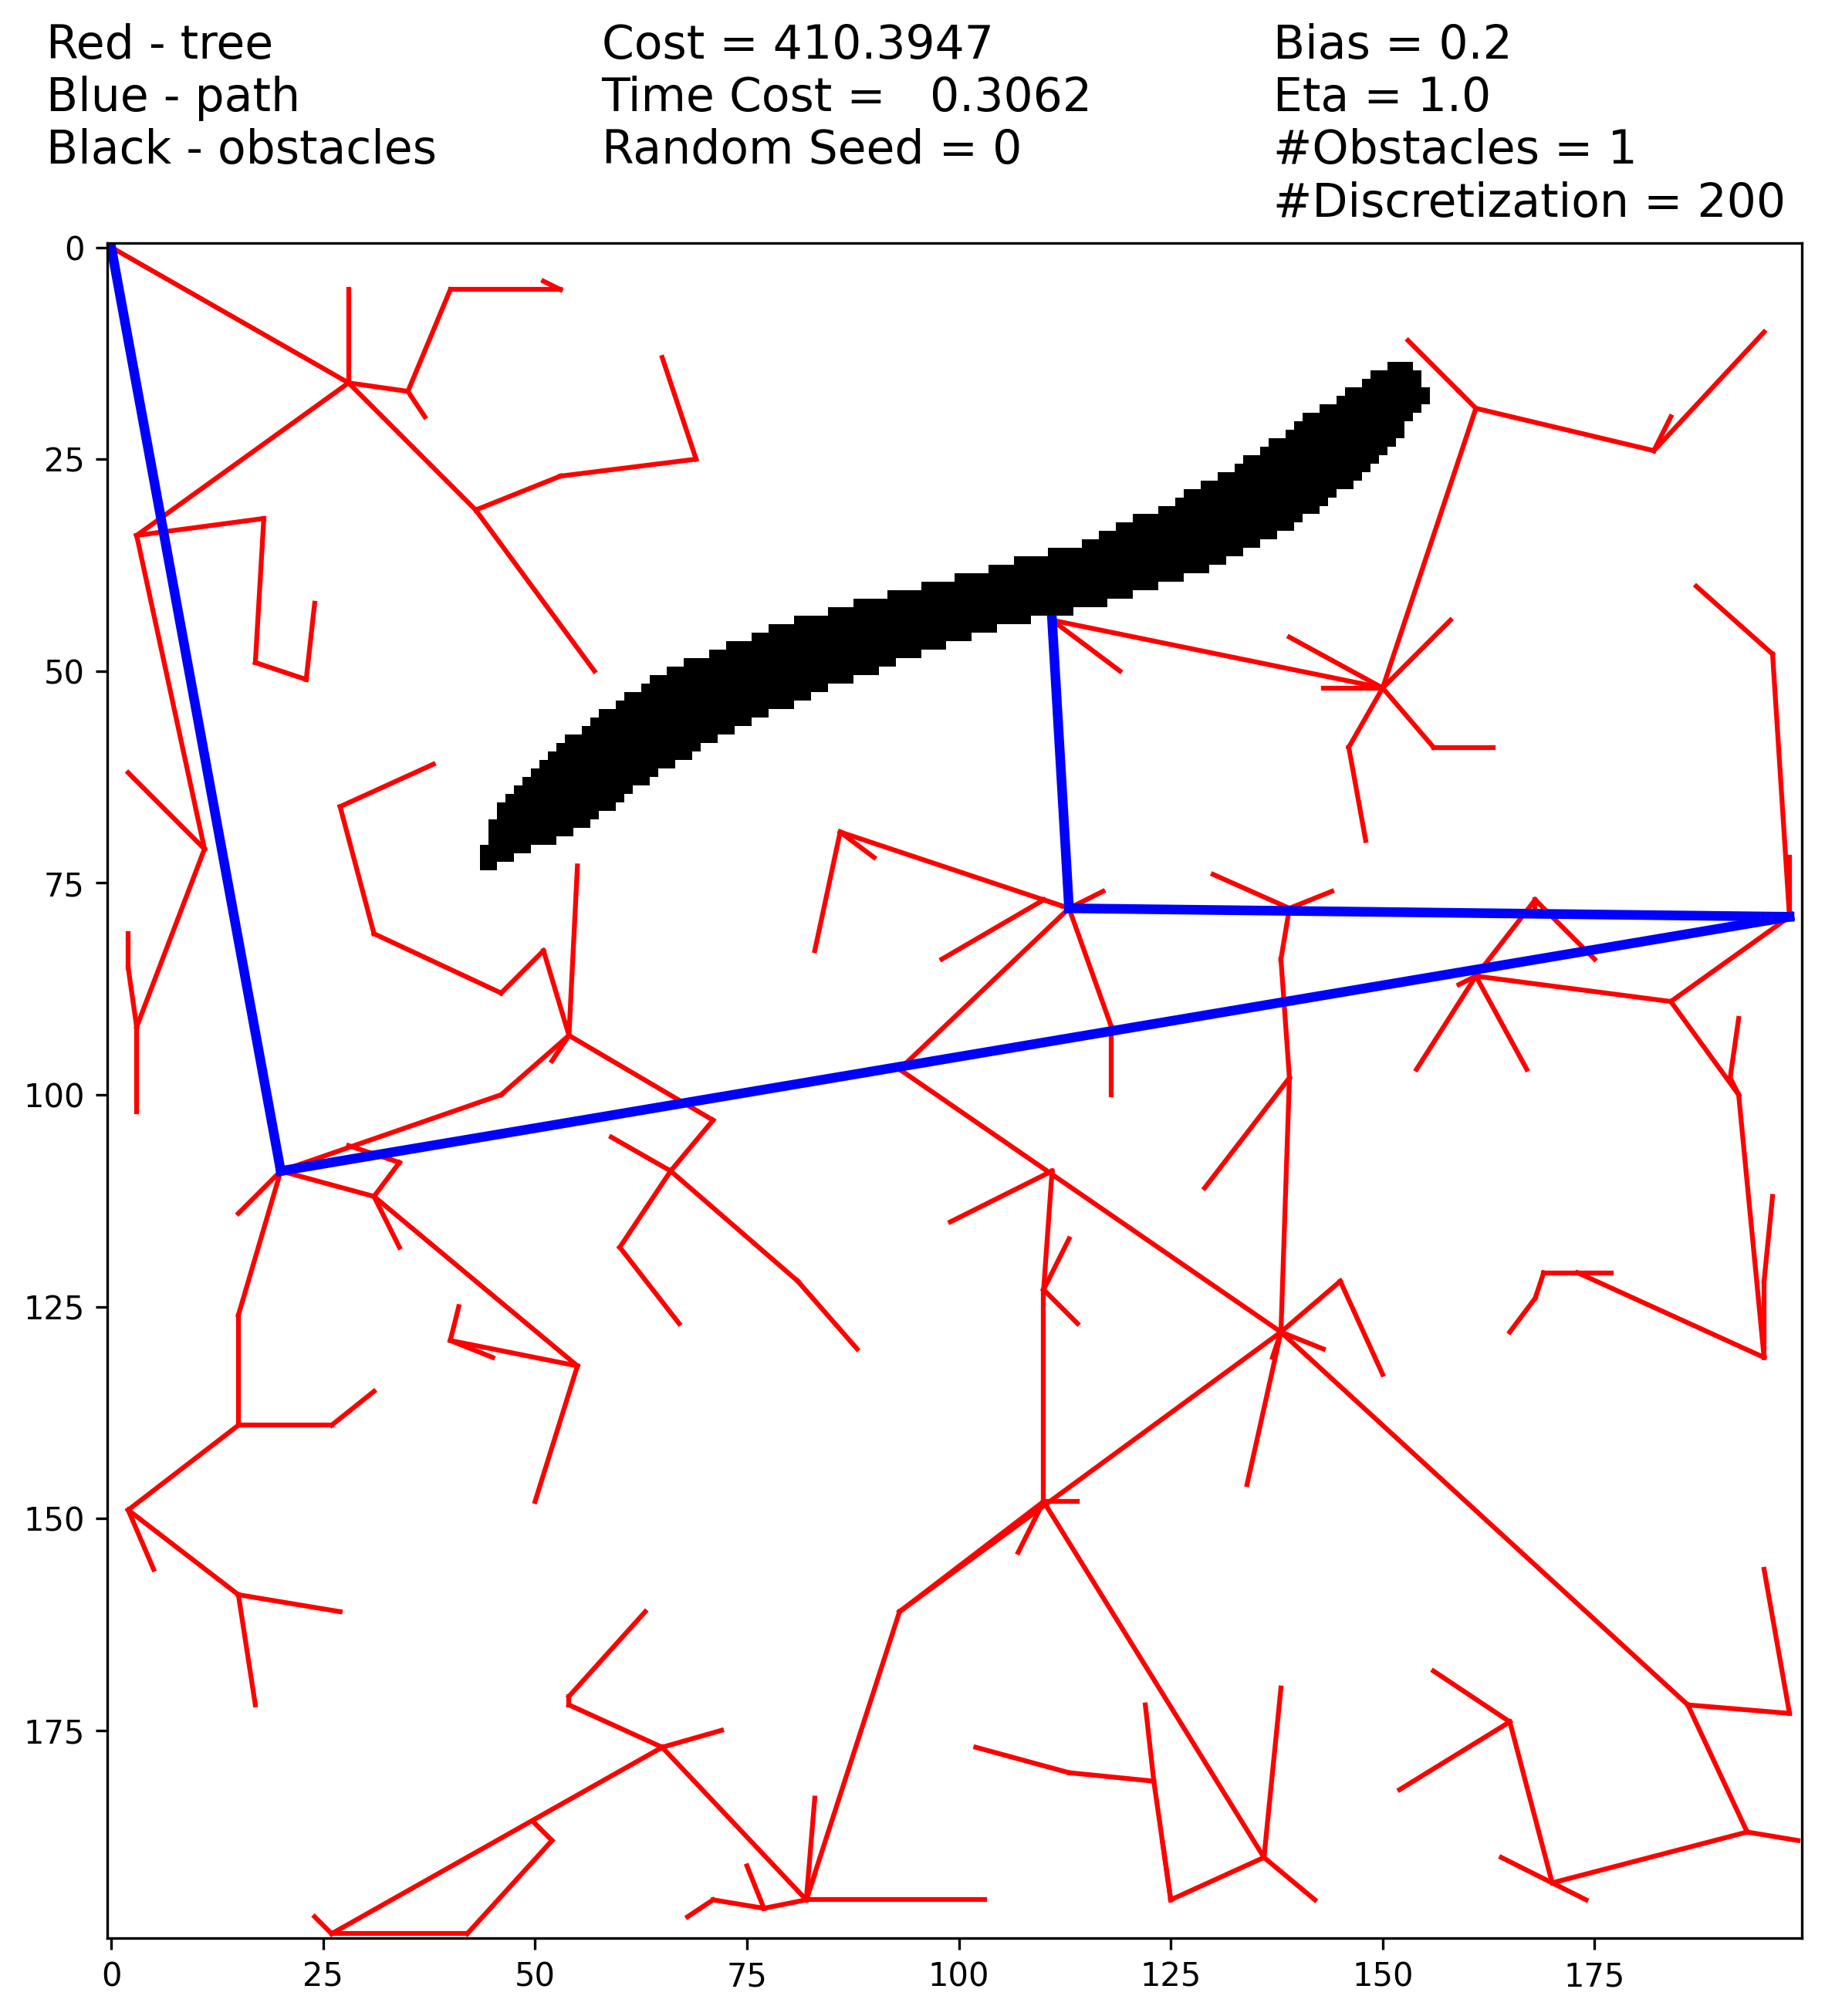 Red - tree
Blue - path
Black - obstacles
Cost = 410.3947
Time Cost =   0.3062
Random Seed = 0
Bias = 0.2
Eta = 1.0
#Obstacles = 1
#Discretization = 200
0
25
50
75
100
125
150
175
0
25
50
75
100
125
150
175